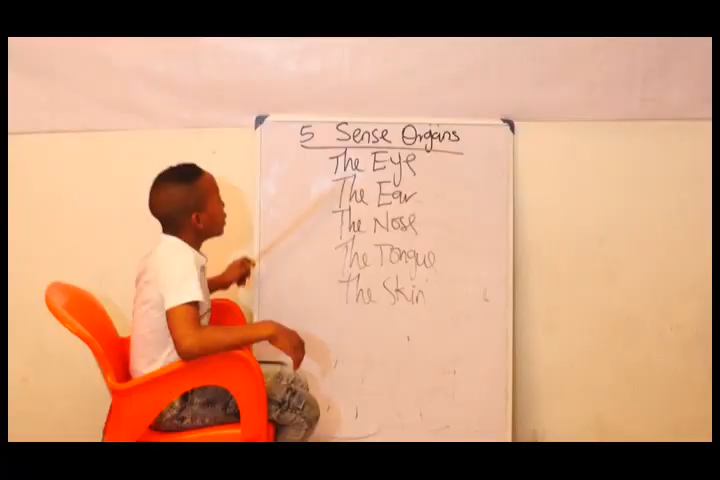 5 Sense Organs
The Eye
The Ear
The Nose
The Tongue
The Skin